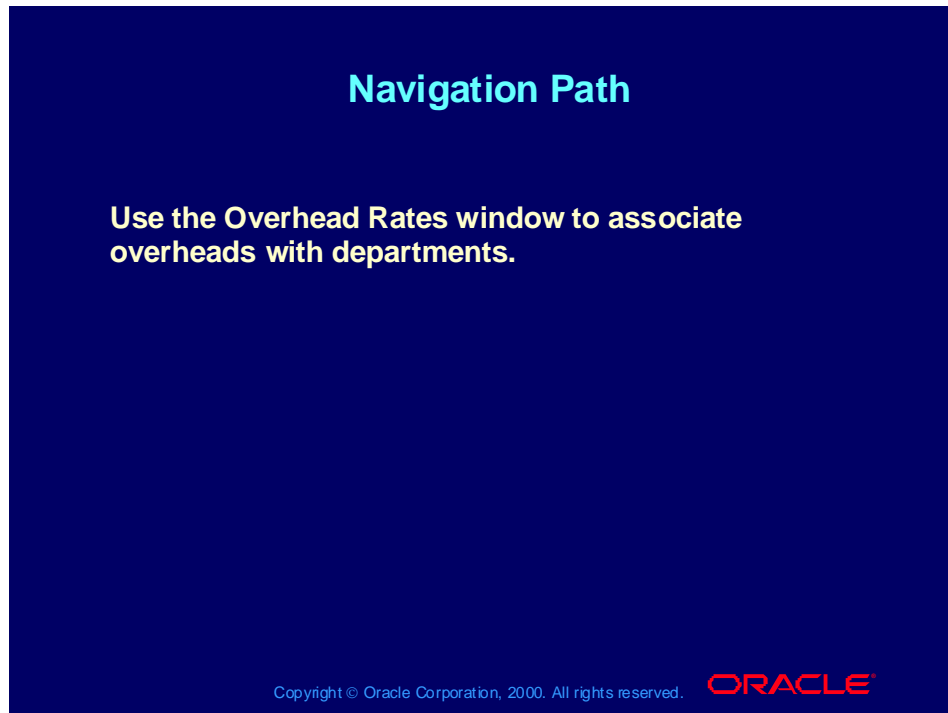 Navigation Path
Use the Overhead Rates window to associate
overheads with departments.
Copyright © Oracle Corporation, 2000. All rights reserved.
ORACLE®